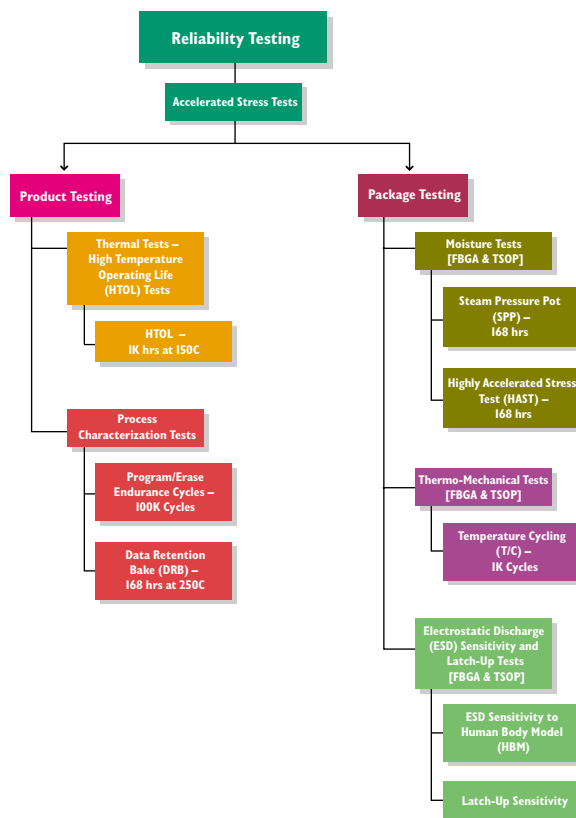 Reliability Testing
Accelerated Stress Tests
Product Testing
Thermal Tests –
High Temperature
Operating Life
(HTOL) Tests
HTOL –
1K hrs at 150C
Process
Characterization Tests
Program/Erase
Endurance Cycles –
100K Cycles
Data Retention
Bake (DRB) –
168 hrs at 250C
Package Testing
Moisture Tests
[FBGA & TSOP]
Steam Pressure Pot
(SPP) –
168 hrs
Highly Accelerated Stress
Test (HAST) –
168 hrs
Thermo-Mechanical Tests
[FBGA & TSOP]
Temperature Cycling
(T/C) –
1K Cycles
Electrostatic Discharge
(ESD) Sensitivity and
Latch-Up Tests
[FBGA & TSOP]
ESD Sensitivity to
Human Body Model
(HBM)
Latch-Up Sensitivity